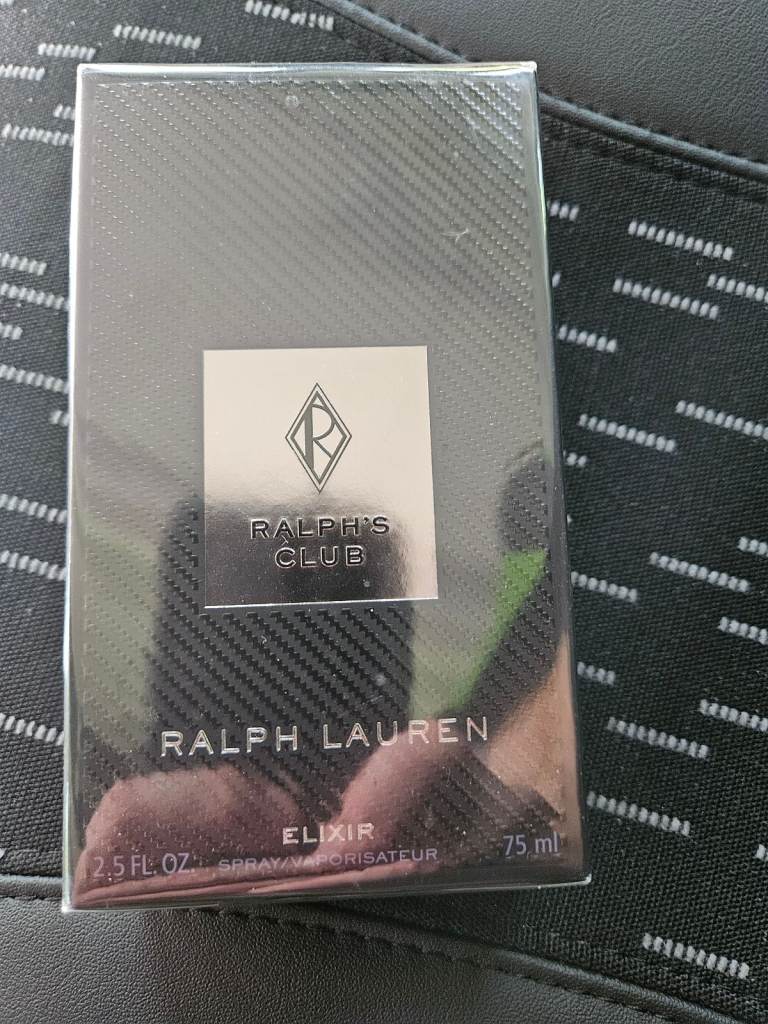 R
RALPH'S
CLUB
RALPH LAUREN
ELIXIR
2.5 FL. OZ. SPRAY/VAPORISATEUR 75 ml